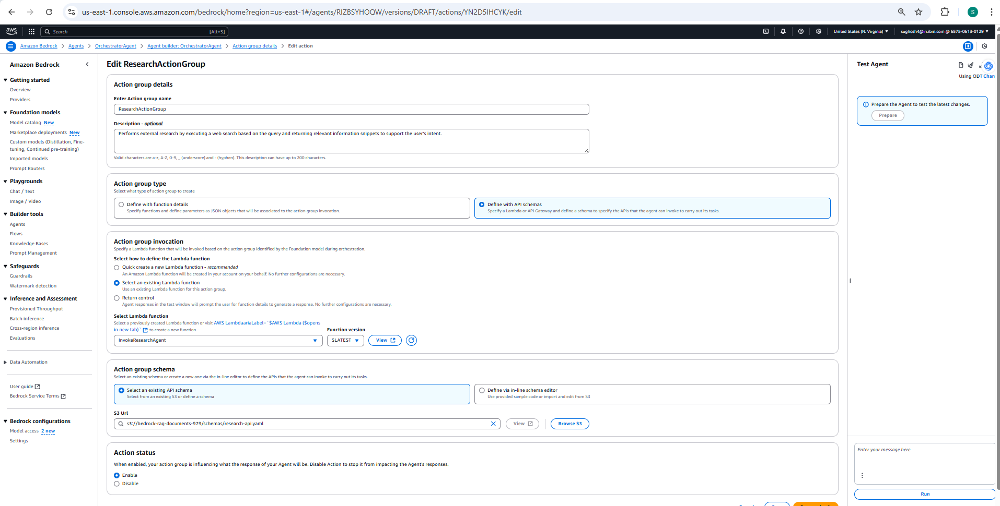 us-east-1.console.aws.amazon.com/bedrock/home?region=us-east-1#/agents/RIZBSYHOQW/versions/DRAFT/actions/YN2D5IHCYK/edit
S
aws
Search
[Alt+S]
United States (N. Virginia)
sughosh4@in.ibm.com @ 6575-0613-0129
Amazon Bedrock
Agents
OrchestratorAgent
Agent builder: OrchestratorAgent
Action group details
Edit action
Amazon Bedrock
Getting started
Overview
Providers
Foundation models
Model catalog New
Marketplace deployments New
Custom models (Distillation, Fine-
tuning, Continued pre-training)
Imported models
Prompt Routers
Playgrounds
Chat / Text
Image / Video
Builder tools
Agents
Flows
Knowledge Bases
Prompt Management
Safeguards
Guardrails
Watermark detection
Inference and Assessment
Provisioned Throughput
Batch inference
Cross-region inference
Evaluations
Data Automation
User guide
Bedrock Service Terms
Bedrock configurations
Model access 2 new
Settings
Edit ResearchActionGroup
Action group details
Enter Action group name
ResearchActionGroup
Description - optional
Performs external research by executing a web search based on the query and returning relevant information snippets to support the user's intent.
Valid characters are a-z, A-Z, 0-9, _ (underscore) and - (hyphen). This description can have up to 200 characters.
Action group type
Select what type of action group to create
Define with function details
Specify functions and define parameters as JSON objects that will be associated to the action group invocation.
Define with API schemas
Specify a Lambda or API Gateway and define a schema to specify the APIs that the agent can invoke to carry out its tasks.
Action group invocation
Specify a Lambda function that will be invoked based on the action group identified by the Foundation model during orchestration.
Select how to define the Lambda function
Quick create a new Lambda function - recommended
An Amazon Lambda function will be created in your account on your behalf. No further configurations are necessary.
Select an existing Lambda function
Use an existing Lambda function for this action group.
Return control
Agent responses in the test window will prompt the user for function details to generate a response. No further configurations are necessary.
Select Lambda function
Select a previously created Lambda function or visit AWS LambdaariaLabel=`$AWS Lambda ($opens
in new tab)` to create a new function.
Function version
InvokeResearchAgent
$LATEST
View
Action group schema
Select an existing schema or create a new one via the in-line editor to define the APIs that the agent can invoke to carry out its tasks.
Select an existing API schema
Select from an existing S3 or define a schema
Define via in-line schema editor
Use provided sample code or import and edit from S3
S3 Url
s3://bedrock-rag-documents-979/schemas/research-api.yaml
View
Browse S3
Action status
When enabled, your action group is influencing what the response of your Agent will be. Disable Action to stop it from impacting the Agent's responses.
Enable
Disable
Test Agent
Using ODT Chan
Prepare the Agent to test the latest changes.
Prepare
Enter your message here
Run